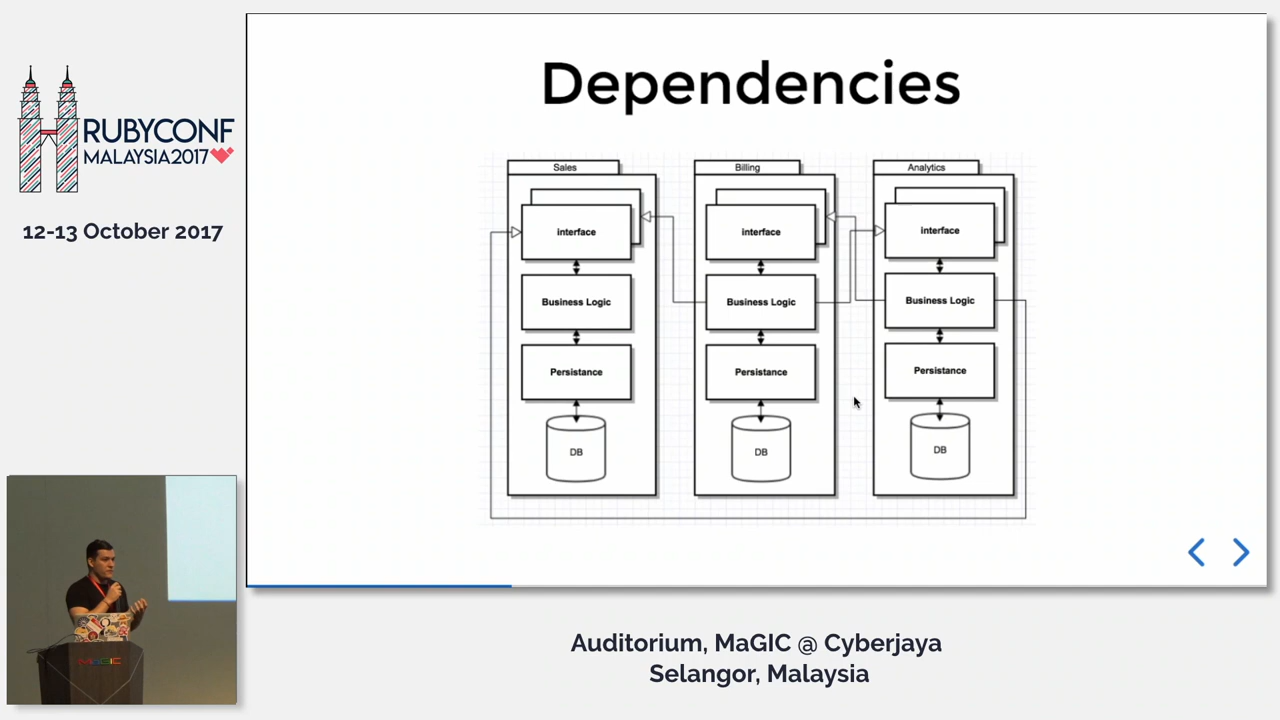 RUBYCONF
MALAYSIA2017
12-13 October 2017
Dependencies
Sales
Billing
Analytics
interface
interface
interface
Business Logic
Business Logic
Business Logic
Persistance
Persistance
Persistance
DB
DB
DB
MaGIC
Auditorium, MaGIC @ Cyberjaya
Selangor, Malaysia